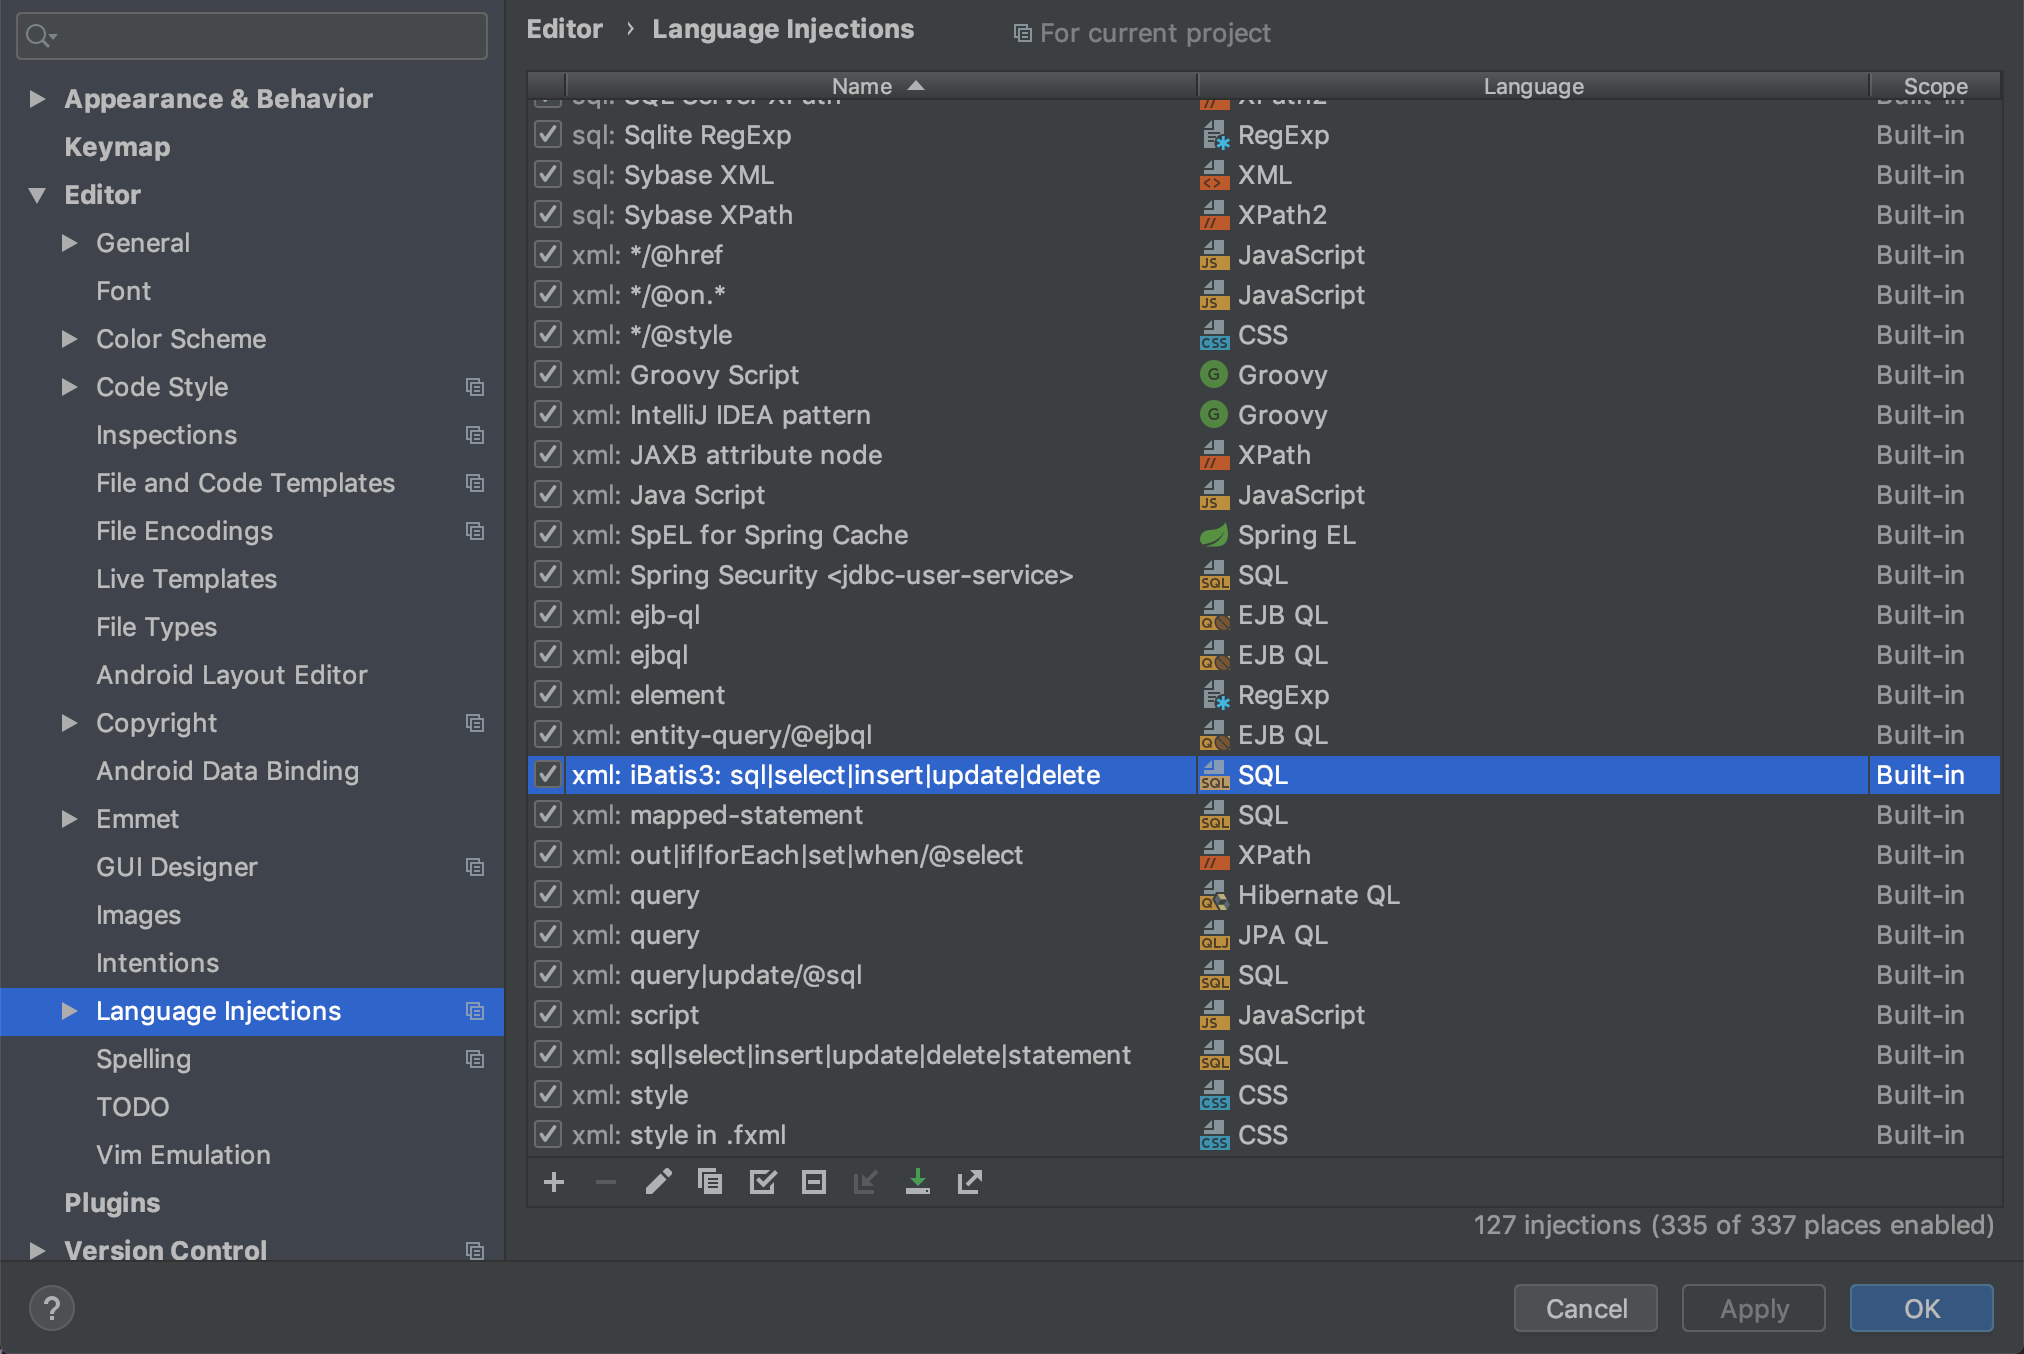 Appearance & Behavior
Keymap
Editor
General
Font
Color Scheme
Code Style
Inspections
File and Code Templates
File Encodings
Live Templates
File Types
Android Layout Editor
Copyright
Android Data Binding
Emmet
GUI Designer
Images
Intentions
Language Injections
Spelling
TODO
Vim Emulation
Plugins
Version Control
Editor › Language Injections For current project
Name Language Scope
sql: SQL Server XPath XPath2 Built-in
sql: Sqlite RegExp RegExp Built-in
sql: Sybase XML XML Built-in
sql: Sybase XPath XPath2 Built-in
xml: */@href JavaScript Built-in
xml: */@on.* JavaScript Built-in
xml: */@style CSS Built-in
xml: Groovy Script Groovy Built-in
xml: IntelliJ IDEA pattern Groovy Built-in
xml: JAXB attribute node XPath Built-in
xml: Java Script JavaScript Built-in
xml: SpEL for Spring Cache Spring EL Built-in
xml: Spring Security <jdbc-user-service> SQL Built-in
xml: ejb-ql EJB QL Built-in
xml: ejbql EJB QL Built-in
xml: element RegExp Built-in
xml: entity-query/@ejbql EJB QL Built-in
xml: iBatis3: sql|select|insert|update|delete SQL Built-in
xml: mapped-statement SQL Built-in
xml: out|if|forEach|set|when/@select XPath Built-in
xml: query Hibernate QL Built-in
xml: query JPA QL Built-in
xml: query|update/@sql SQL Built-in
xml: script JavaScript Built-in
xml: sql|select|insert|update|delete|statement SQL Built-in
xml: style CSS Built-in
xml: style in .fxml CSS Built-in
127 injections (335 of 337 places enabled)
? Cancel Apply OK